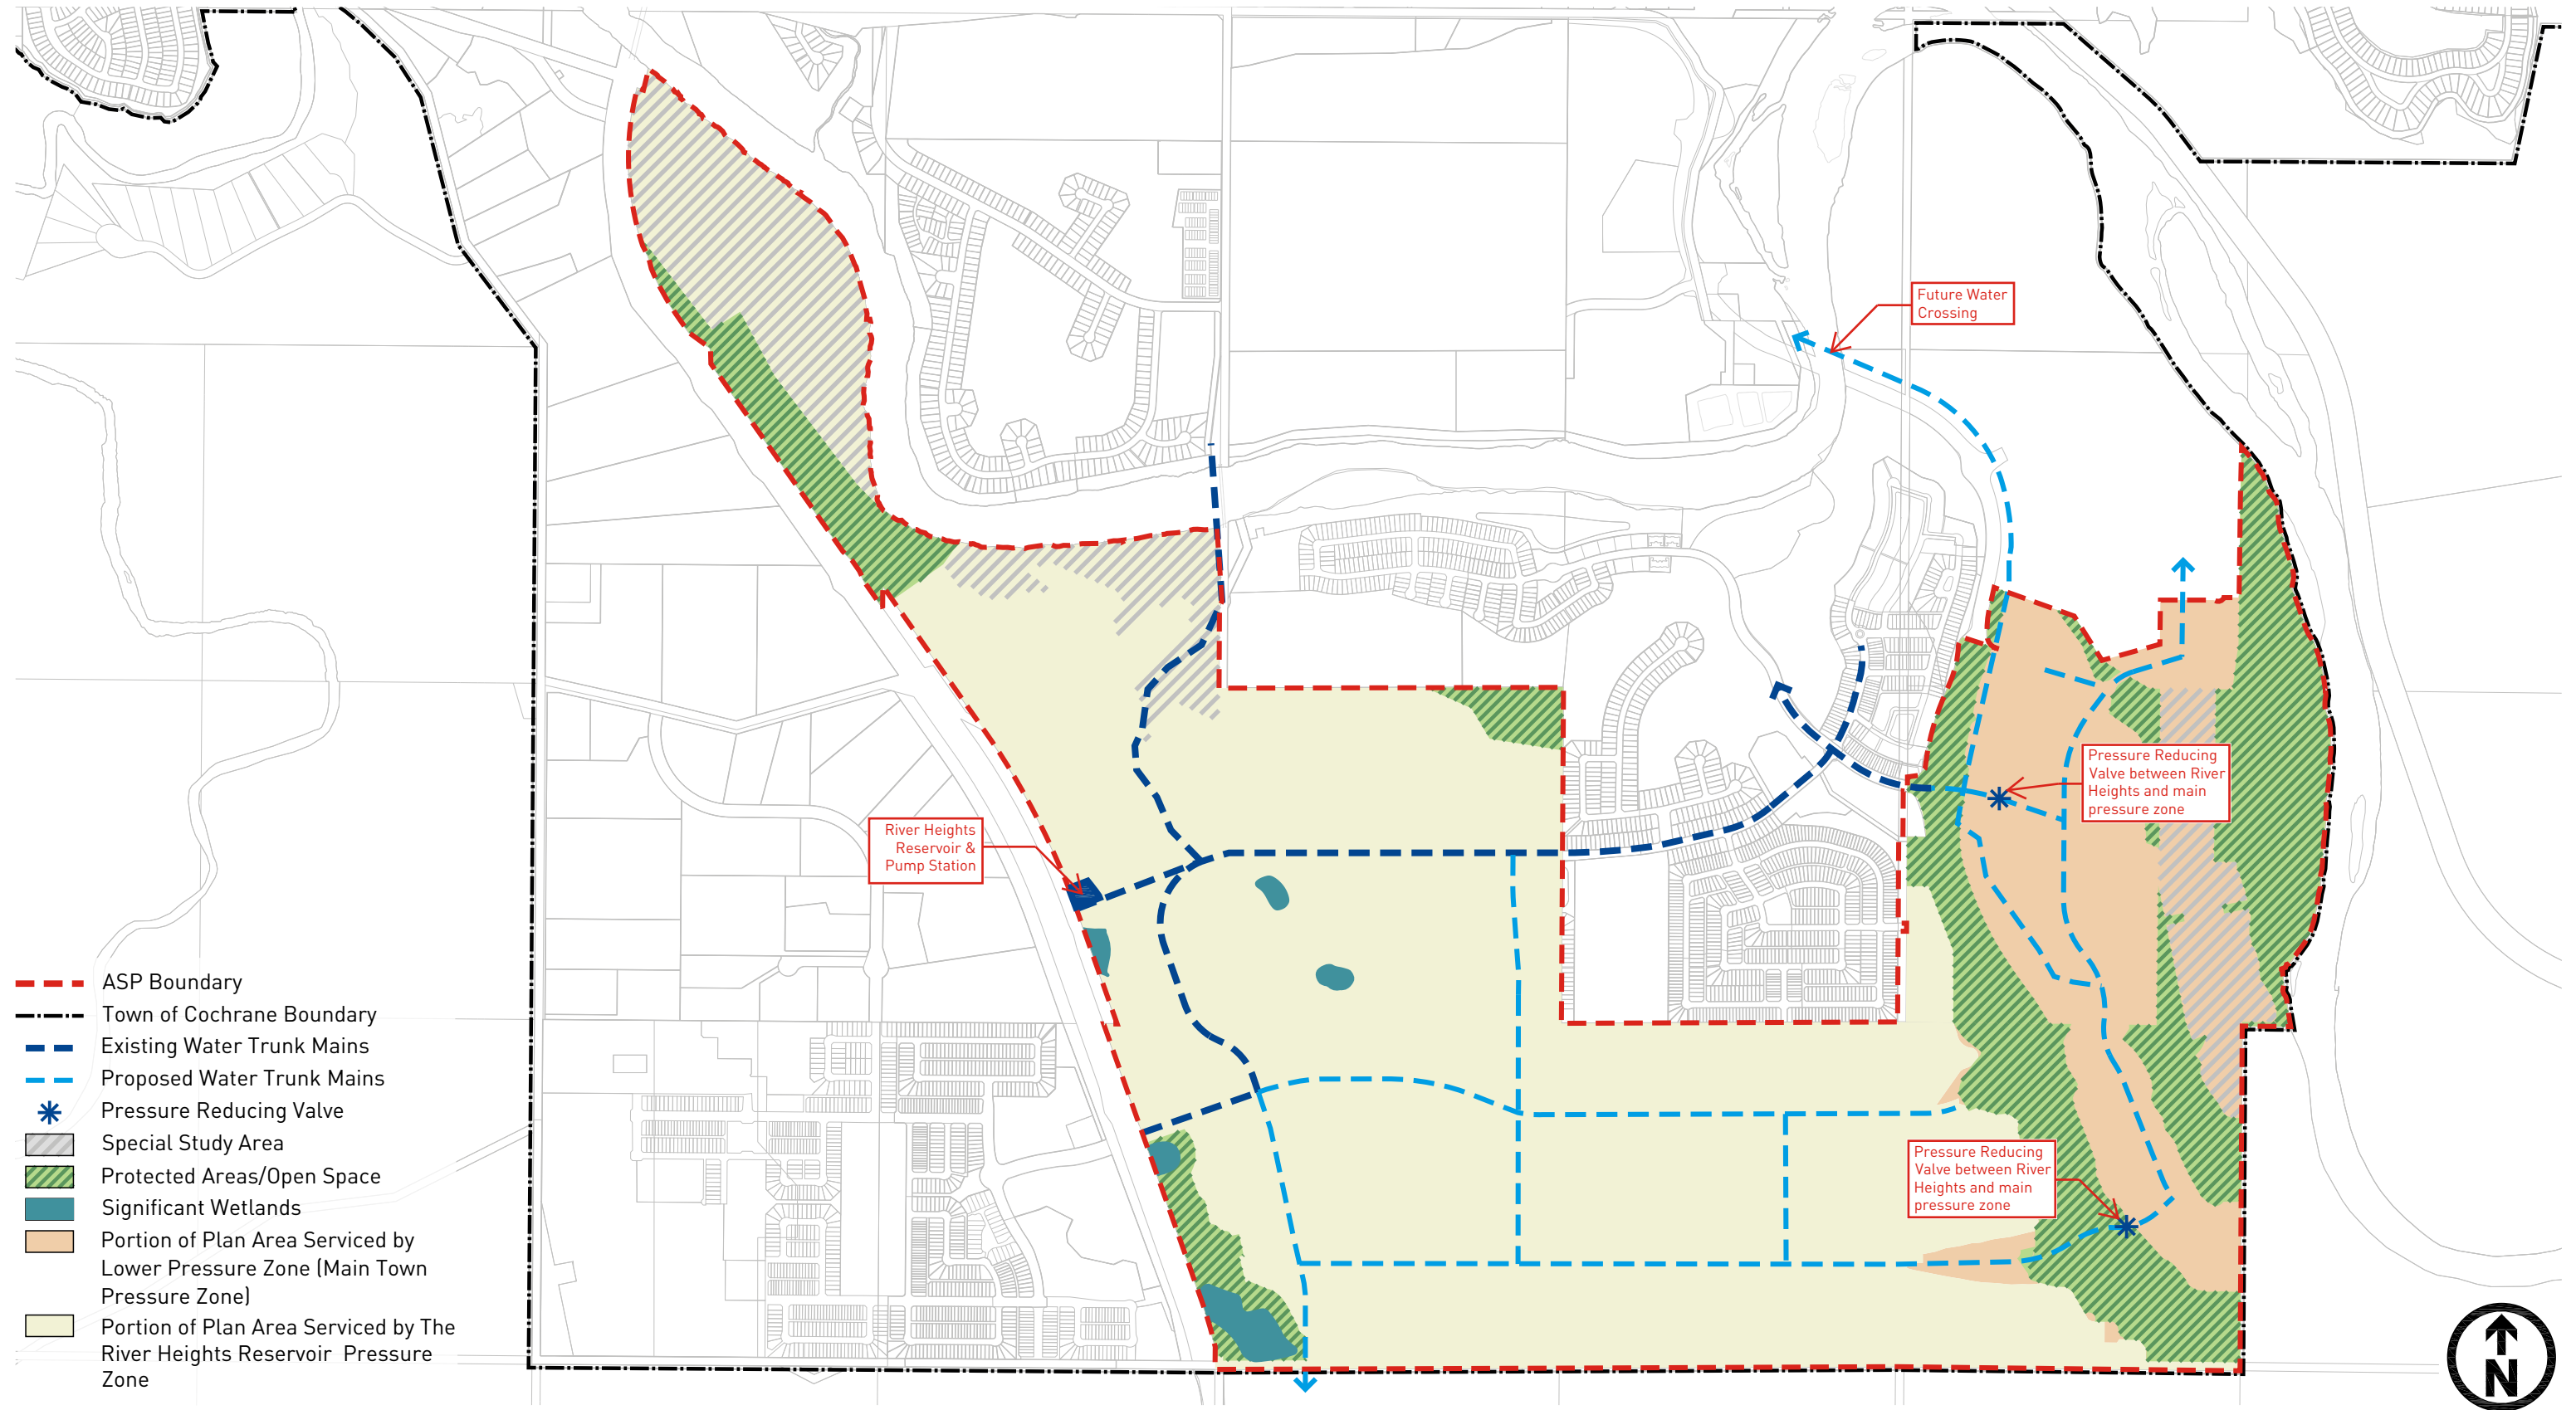 Future Water
Crossing
Pressure Reducing
Valve between River
Heights and main
pressure zone
River Heights
Reservoir &
Pump Station
Pressure Reducing
Valve between River
Heights and main
pressure zone
ASP Boundary
Town of Cochrane Boundary
Existing Water Trunk Mains
Proposed Water Trunk Mains
Pressure Reducing Valve
Special Study Area
Protected Areas/Open Space
Significant Wetlands
Portion of Plan Area Serviced by
Lower Pressure Zone (Main Town
Pressure Zone)
Portion of Plan Area Serviced by The
River Heights Reservoir Pressure
Zone
N